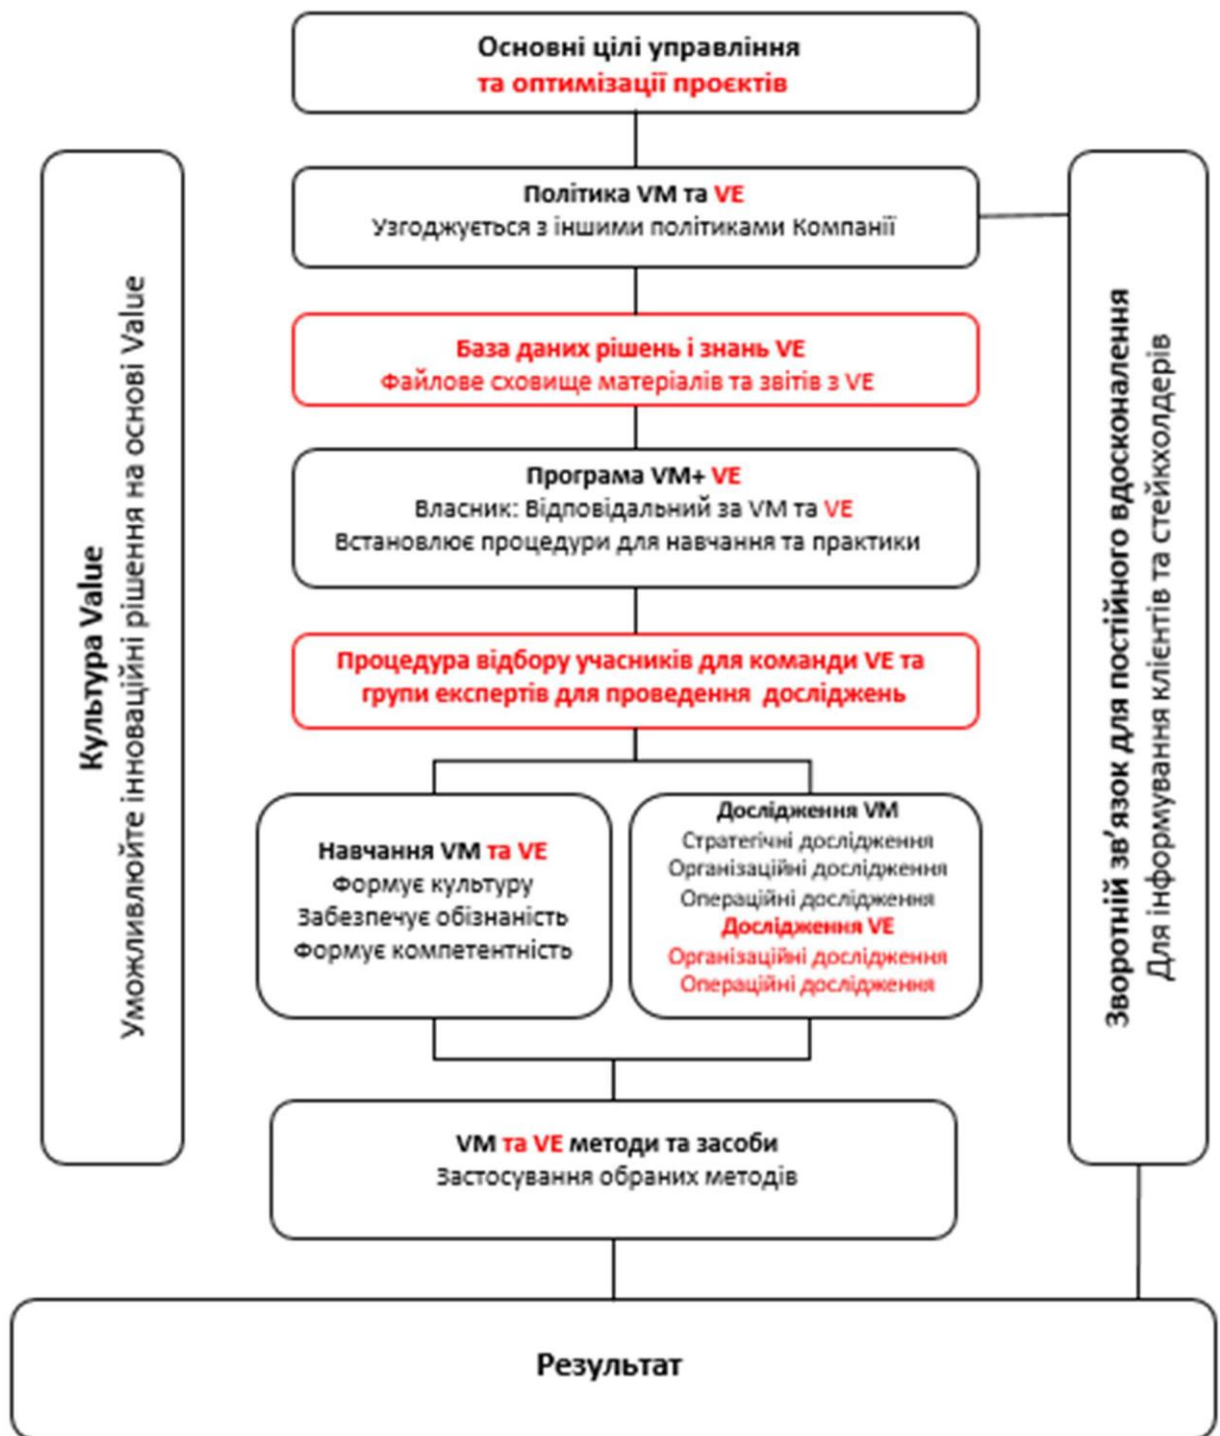 Основні цілі управління
та оптимізації проєктів
Політика VM та VE
Узгоджується з іншими політиками Компанії
База даних рішень і знань VE
Файлове сховище матеріалів та звітів з VE
Програма VM+ VE
Власник: Відповідальний за VM та VE
Встановлює процедури для навчання та практики
Процедура відбору учасників для команди VE та
групи експертів для проведення досліджень
Навчання VM та VE
Формує культуру
Забезпечує обізнаність
Формує компетентність
Дослідження VM
Стратегічні дослідження
Організаційні дослідження
Операційні дослідження
Дослідження VE
Організаційні дослідження
Операційні дослідження
VM та VE методи та засоби
Застосування обраних методів
Результат
Культура Value
Уможливлюйте інноваційні рішення на основі Value
Зворотній зв’язок для постійного вдосконалення
Для інформування клієнтів та стейкхолдерів